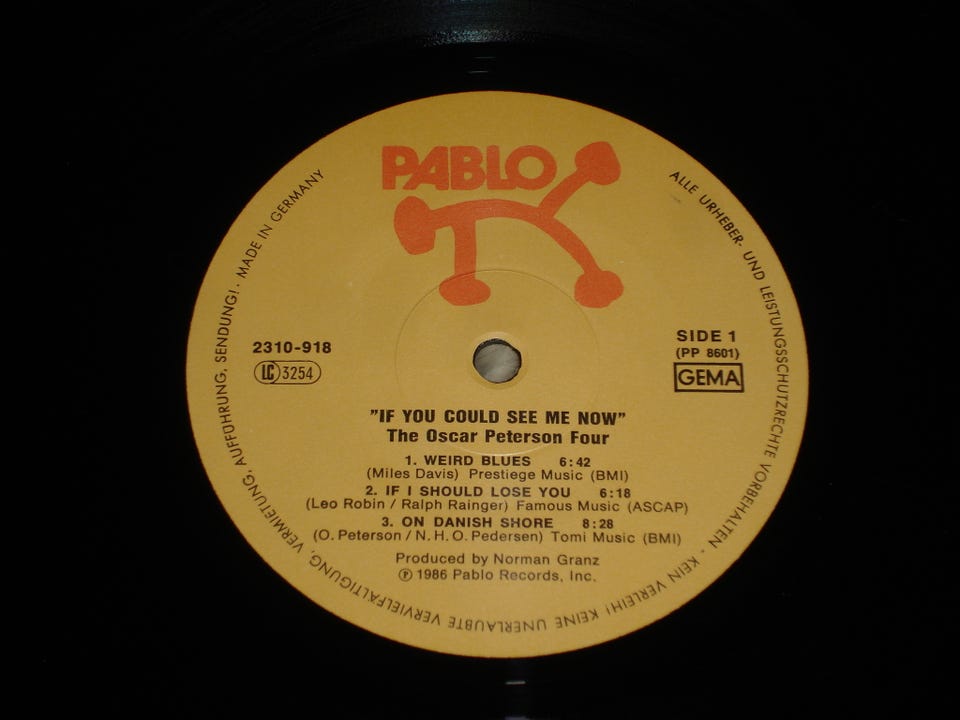 PABLO
MADE IN GERMANY
ALLE URHEBER- UND LEISTUNGSSCHUTZRECHTE VORBEHALTEN · KEIN VERLEIH! KEINE UNERLAUBTE VERVIELFÄLTIGUNG, VERMIETUNG, AUFFÜHRUNG, SENDUNG! ·
2310-918
LC 3254
SIDE 1
(PP 8601)
GEMA
"IF YOU COULD SEE ME NOW"
The Oscar Peterson Four
1. WEIRD BLUES 6:42
(Miles Davis) Prestiege Music (BMI)
2. IF I SHOULD LOSE YOU 6:18
(Leo Robin / Ralph Rainger) Famous Music (ASCAP)
3. ON DANISH SHORE 8:28
(O. Peterson / N. H. O. Pedersen) Tomi Music (BMI)
Produced by Norman Granz
℗ 1986 Pablo Records, Inc.